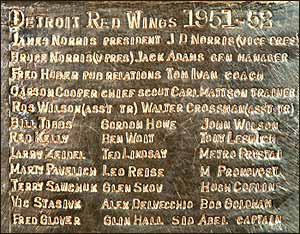 DETROIT RED WINGS 1951-52
JAMES NORRIS PRESIDENT J D NORRIS (VICE PRES)
BRUCE NORRIS (V PRES) JACK ADAMS GEN MANAGER
FRED HUBER PUB RELATIONS TOM IVAN COACH
CARSON COOPER CHIEF SCOUT CARL MATTSON TRAINER
ROS WILSON (ASST TR) WALTER CROSSMAN (ASST TR)
BILL TIBBS GORDON HOWE JOHN WILSON
RED KELLY BEN WOIT TONY LESWICK
LARRY ZEIDEL TED LINDSAY METRO PRYSTAI
MARTY PAVELICH LEO REISE M PRONOVOST
TERRY SAWCHUK GLEN SKOV HUGH COFLIN
VIC STASIUK ALEX DELVECCHIO BOB GOLDHAM
FRED GLOVER GLIN HALL SID ABEL CAPTAIN